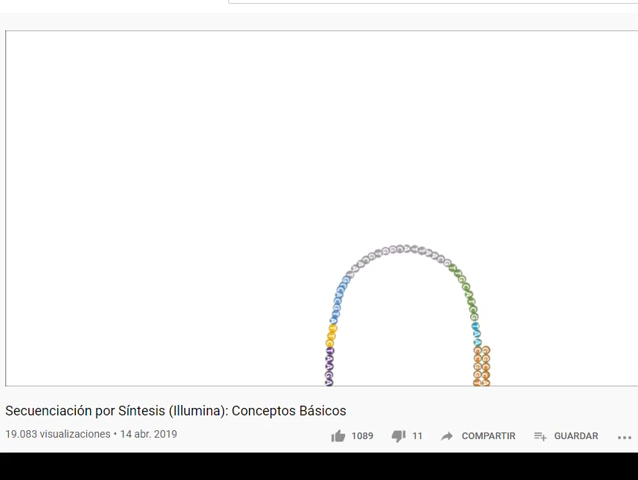 Secuenciación por Síntesis (Illumina): Conceptos Básicos
19.083 visualizaciones • 14 abr. 2019 1089 11 COMPARTIR GUARDAR ...